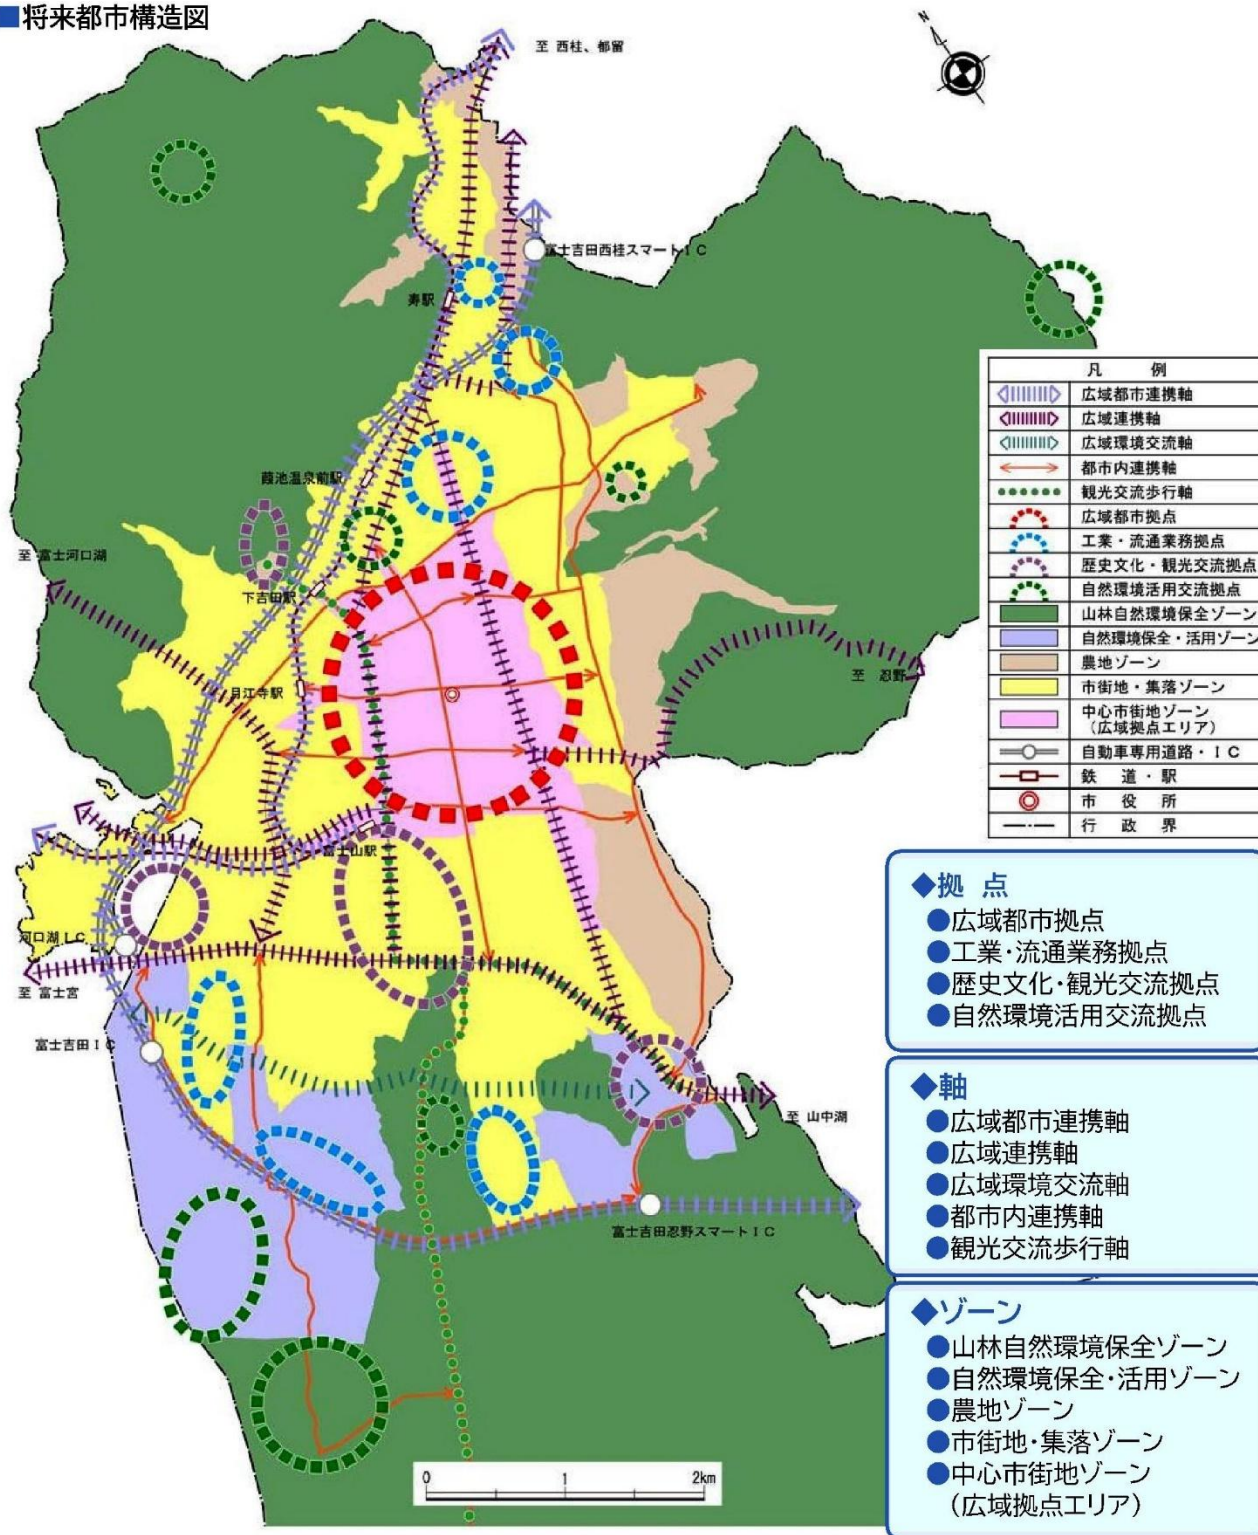 ■将来都市構造図
至 西桂、都留
N
富士吉田西桂スマートIC
寿駅
葭池温泉前駅
至 富士河口湖
下吉田駅
月江寺駅
至 忍野
富士山駅
河口湖IC
至 富士宮
富士吉田IC
至 山中湖
富士吉田忍野スマートIC
0 1 2km
凡 例
広域都市連携軸
広域連携軸
広域環境交流軸
都市内連携軸
観光交流歩行軸
広域都市拠点
工業・流通業務拠点
歴史文化・観光交流拠点
自然環境活用交流拠点
山林自然環境保全ゾーン
自然環境保全・活用ゾーン
農地ゾーン
市街地・集落ゾーン
中心市街地ゾーン
(広域拠点エリア)
自動車専用道路・IC
鉄 道・駅
市 役 所
行 政 界
◆拠 点
●広域都市拠点
●工業・流通業務拠点
●歴史文化・観光交流拠点
●自然環境活用交流拠点
◆軸
●広域都市連携軸
●広域連携軸
●広域環境交流軸
●都市内連携軸
●観光交流歩行軸
◆ゾーン
●山林自然環境保全ゾーン
●自然環境保全・活用ゾーン
●農地ゾーン
●市街地・集落ゾーン
●中心市街地ゾーン
(広域拠点エリア)